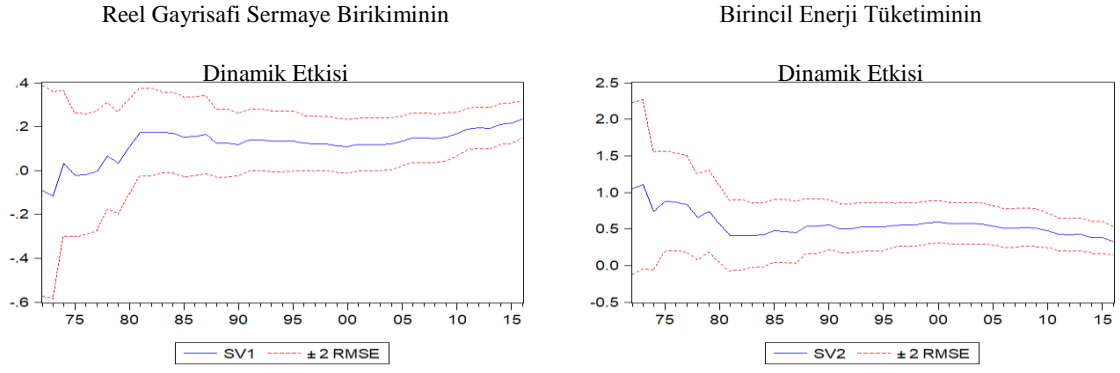 Reel Gayrisafi Sermaye Birikiminin
Dinamik Etkisi
.4
.2
.0
-.2
-.4
-.6
75 80 85 90 95 00 05 10 15
SV1 ± 2 RMSE
Birincil Enerji Tüketiminin
Dinamik Etkisi
2.5
2.0
1.5
1.0
0.5
0.0
-0.5
75 80 85 90 95 00 05 10 15
SV2 ± 2 RMSE